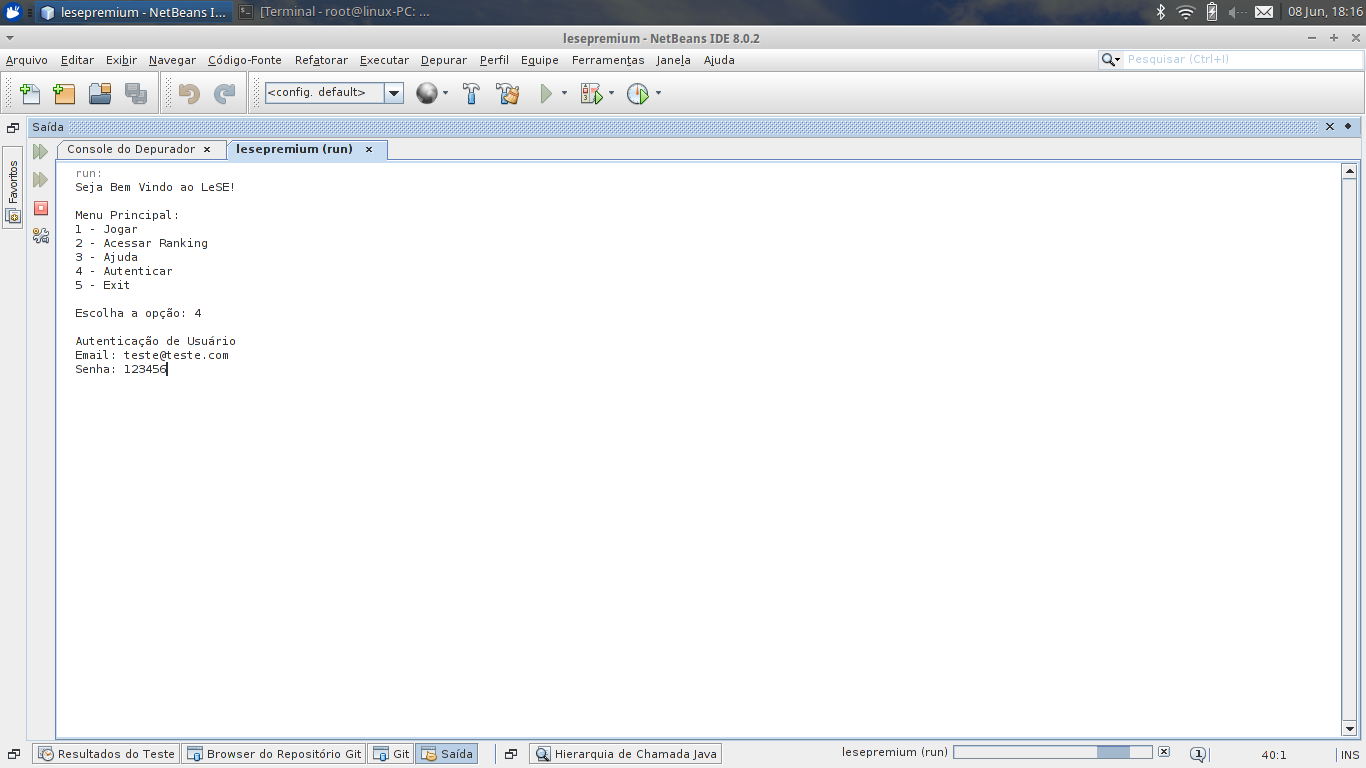 lesepremium - NetBeans I... [Terminal - root@linux-PC: ... 08 Jun, 18:16
lesepremium - NetBeans IDE 8.0.2
Arquivo Editar Exibir Navegar Código-Fonte Refatorar Executar Depurar Perfil Equipe Ferramentas Janela Ajuda Pesquisar (Ctrl+I)
<config. default>
Saída
Console do Depurador lesepremium (run)
Favoritos
run:
Seja Bem Vindo ao LeSE!
Menu Principal:
1 - Jogar
2 - Acessar Ranking
3 - Ajuda
4 - Autenticar
5 - Exit
Escolha a opção: 4
Autenticação de Usuário
Email: teste@teste.com
Senha: 123456
Resultados do Teste Browser do Repositório Git Git Saída Hierarquia de Chamada Java lesepremium (run) 1 40:1 INS